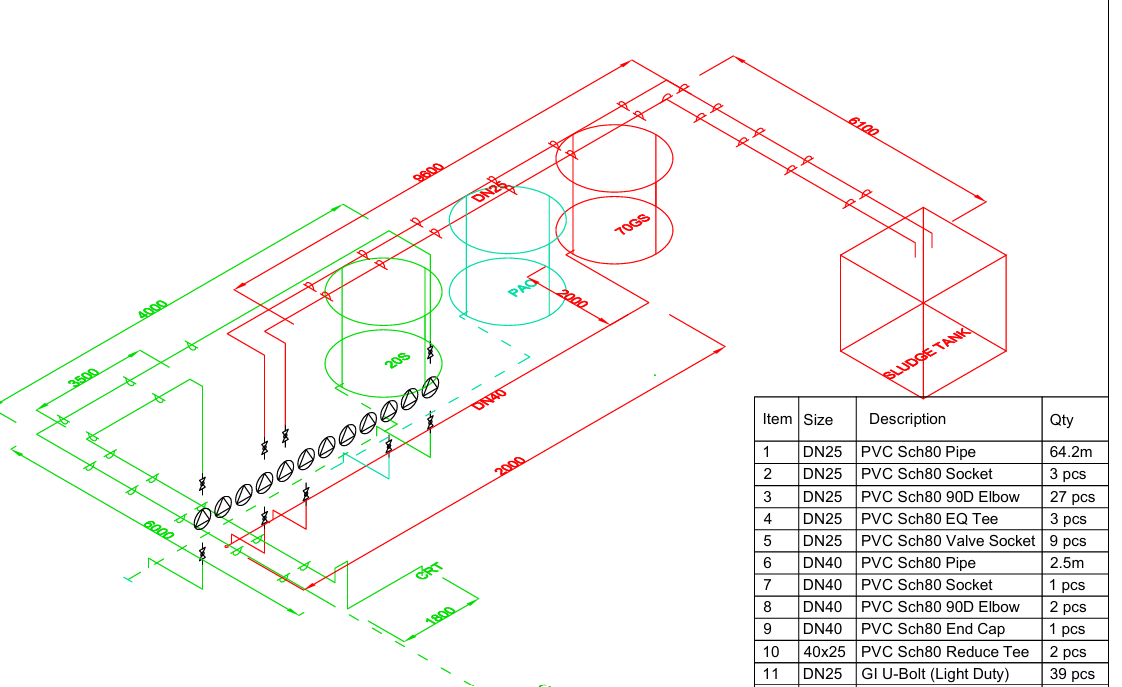 6100
9600
DN25
70GS
4000
PAC
2000
3500
20S
SLUDGE TANK
DN40
2000
6000
CRT
1800
Item Size Description Qty
1 DN25 PVC Sch80 Pipe 64.2m
2 DN25 PVC Sch80 Socket 3 pcs
3 DN25 PVC Sch80 90D Elbow 27 pcs
4 DN25 PVC Sch80 EQ Tee 3 pcs
5 DN25 PVC Sch80 Valve Socket 9 pcs
6 DN40 PVC Sch80 Pipe 2.5m
7 DN40 PVC Sch80 Socket 1 pcs
8 DN40 PVC Sch80 90D Elbow 2 pcs
9 DN40 PVC Sch80 End Cap 1 pcs
10 40x25 PVC Sch80 Reduce Tee 2 pcs
11 DN25 GI U-Bolt (Light Duty) 39 pcs